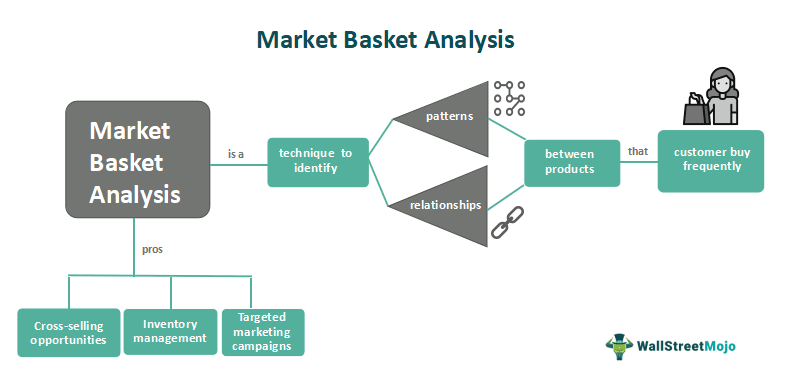 Market Basket Analysis
Market
Basket
Analysis
is a
technique to
identify
patterns
relationships
between
products
that
customer buy
frequently
pros
Cross-selling
opportunities
Inventory
management
Targeted
marketing
campaigns
WallStreetMojo